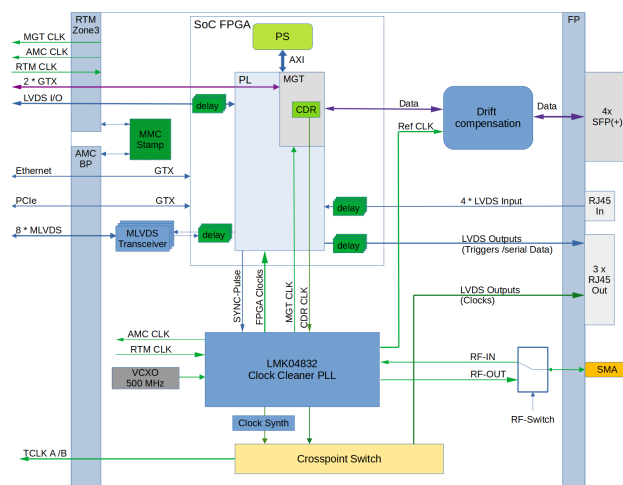 RTM
Zone3
SoC FPGA
FP
MGT CLK
AMC CLK
RTM CLK
2 * GTX
LVDS I/O
PS
AXI
PL
MGT
CDR
delay
Data
Ref CLK
Drift
compensation
Data
4x
SFP(+)
MMC
Stamp
AMC
BP
Ethernet
GTX
PCIe
GTX
8 * MLVDS
MLVDS
Transceiver
delay
delay
4 * LVDS Input
RJ45
In
delay
LVDS Outputs
(Triggers /serial Data)
3 x
RJ45
Out
SYNC-Pulse
FPGA Clocks
MGT CLK
CDR CLK
LVDS Outputs
(Clocks)
AMC CLK
RTM CLK
VCXO
500 MHz
LMK04832
Clock Cleaner PLL
RF-IN
RF-OUT
SMA
RF-Switch
Clock Synth
TCLK A /B
Crosspoint Switch